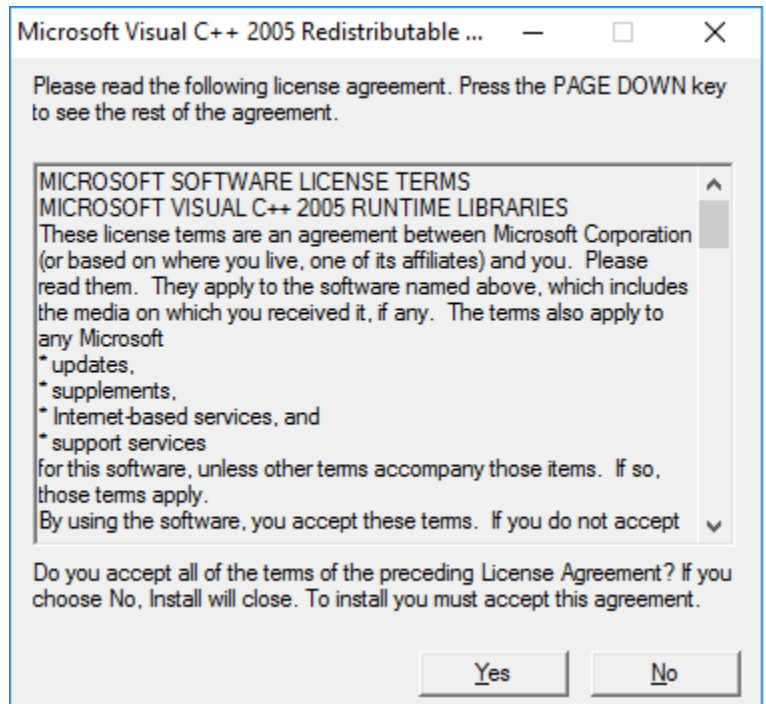 Microsoft Visual C++ 2005 Redistributable ...
Please read the following license agreement. Press the PAGE DOWN key
to see the rest of the agreement.
MICROSOFT SOFTWARE LICENSE TERMS
MICROSOFT VISUAL C++ 2005 RUNTIME LIBRARIES
These license terms are an agreement between Microsoft Corporation
(or based on where you live, one of its affiliates) and you.  Please
read them.  They apply to the software named above, which includes
the media on which you received it, if any.  The terms also apply to
any Microsoft
* updates,
* supplements,
* Internet-based services, and
* support services
for this software, unless other terms accompany those items.  If so,
those terms apply.
By using the software, you accept these terms.  If you do not accept
Do you accept all of the terms of the preceding License Agreement? If you
choose No, Install will close. To install you must accept this agreement.
Yes No